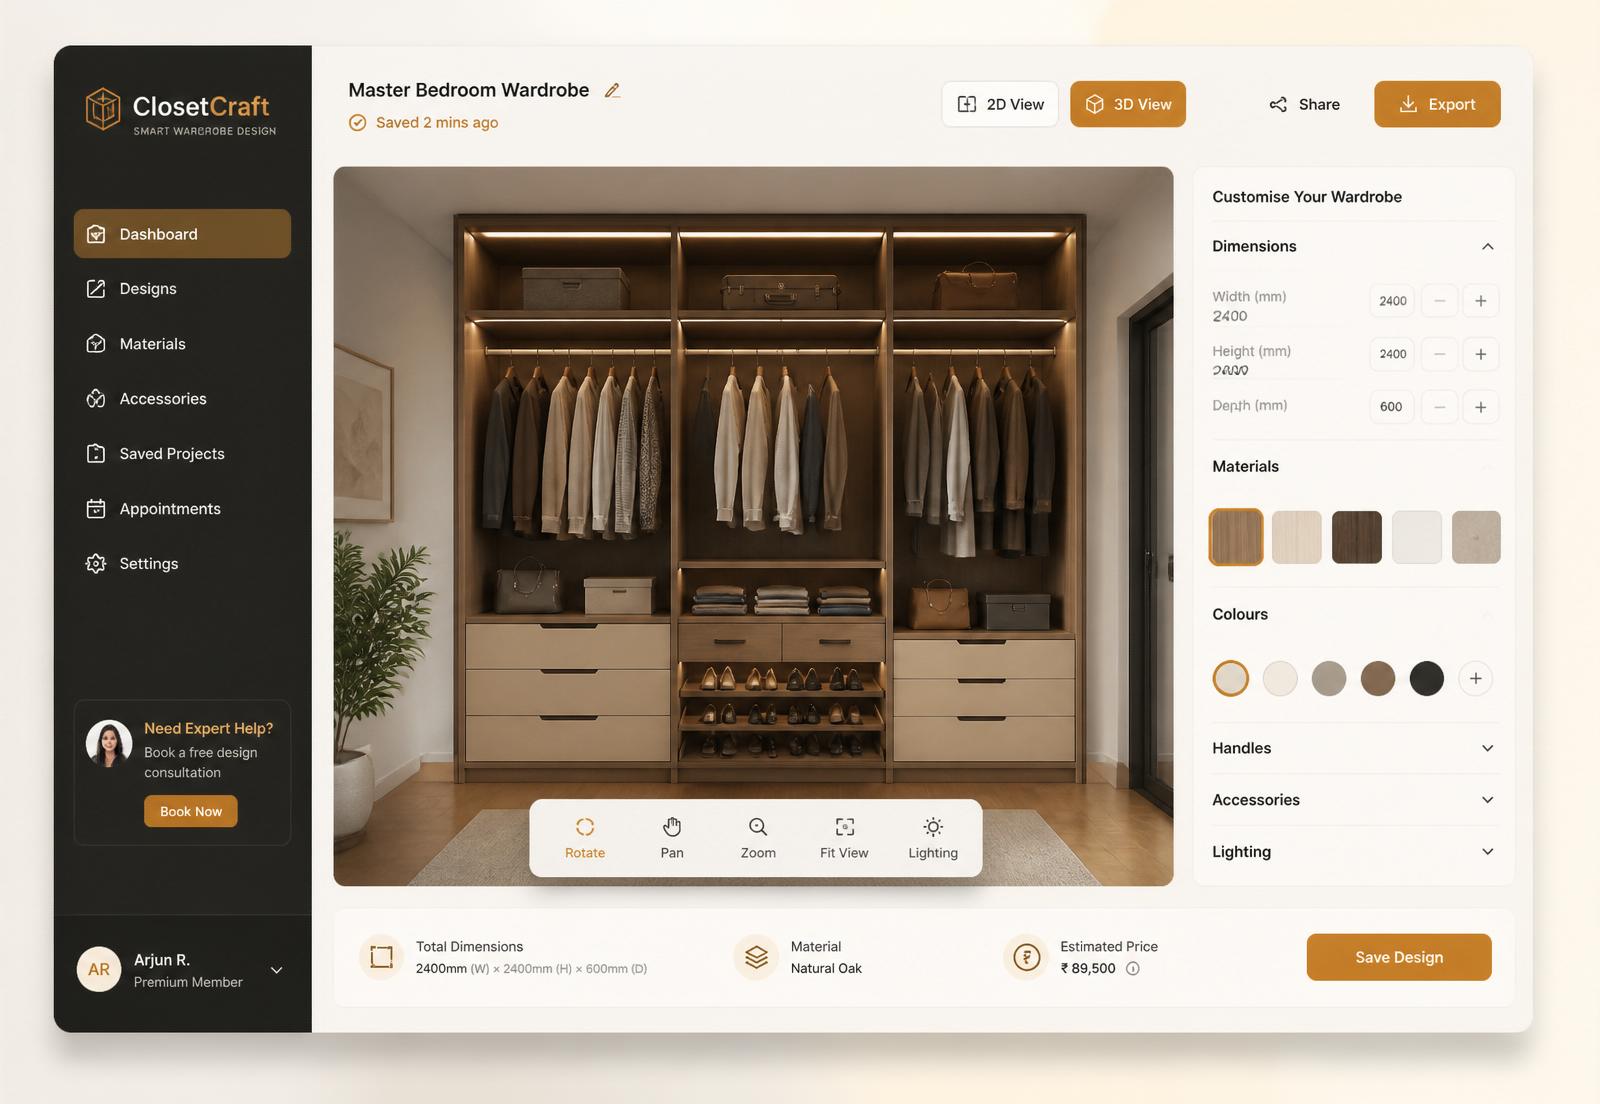 ClosetCraft
SMART WARDROBE DESIGN
Dashboard
Designs
Materials
Accessories
Saved Projects
Appointments
Settings
Need Expert Help?
Book a free design
consultation
Book Now
AR
Arjun R.
Premium Member
Master Bedroom Wardrobe
Saved 2 mins ago
2D View
3D View
Share
Export
Rotate
Pan
Zoom
Fit View
Lighting
Customise Your Wardrobe
Dimensions
Width (mm)
2400
2400
Height (mm)
2400
Depth (mm)
600
Materials
Colours
Handles
Accessories
Lighting
Total Dimensions
2400mm (W) × 2400mm (H) × 600mm (D)
Material
Natural Oak
Estimated Price
₹ 89,500
Save Design